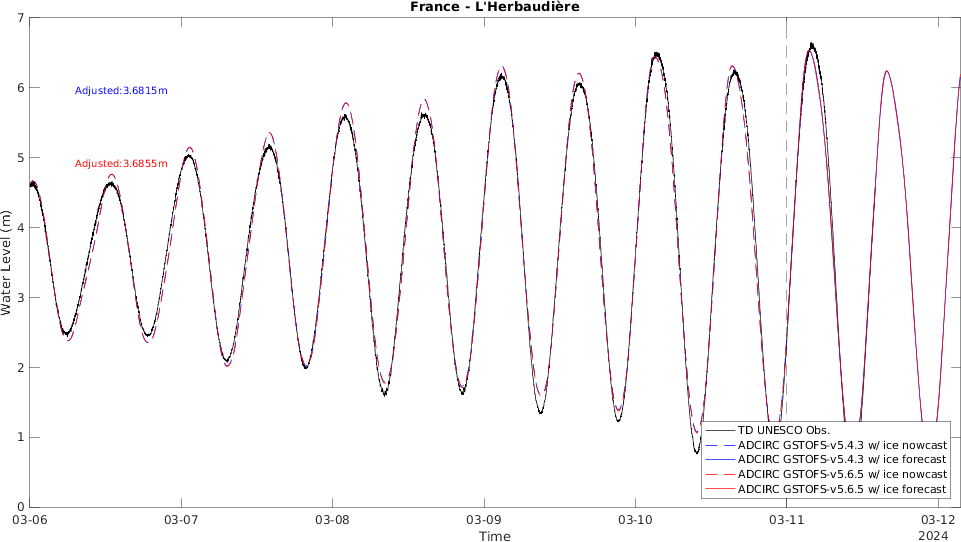 France - L'Herbaudière
7
6
5
4
3
2
1
0
Water Level (m)
Adjusted:3.6815m
Adjusted:3.6855m
TD UNESCO Obs.
ADCIRC GSTOFS-v5.4.3 w/ ice nowcast
ADCIRC GSTOFS-v5.4.3 w/ ice forecast
ADCIRC GSTOFS-v5.6.5 w/ ice nowcast
ADCIRC GSTOFS-v5.6.5 w/ ice forecast
03-06 03-07 03-08 03-09 03-10 03-11 03-12
Time
2024